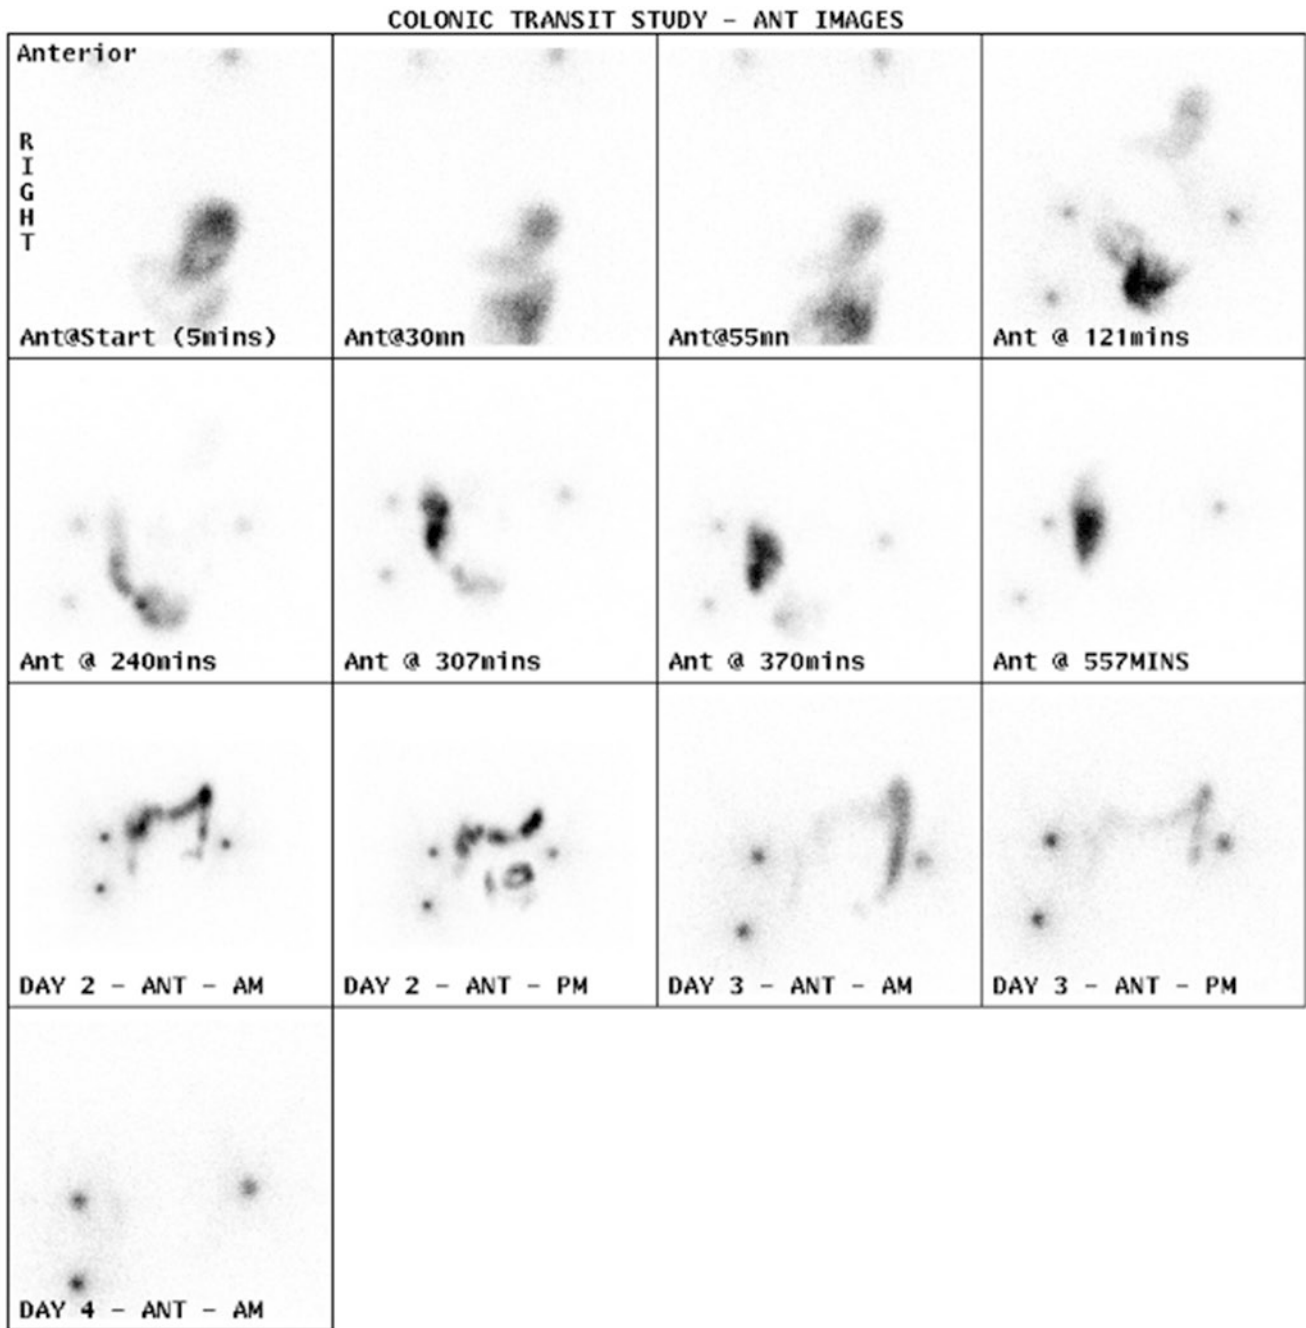 COLONIC TRANSIT STUDY - ANT IMAGES
Anterior
RIGHT
Ant@Start (5mins)
Ant@30mn
Ant@55mn
Ant @ 121mins
Ant @ 240mins
Ant @ 307mins
Ant @ 370mins
Ant @ 557MINS
DAY 2 - ANT - AM
DAY 2 - ANT - PM
DAY 3 - ANT - AM
DAY 3 - ANT - PM
DAY 4 - ANT - AM